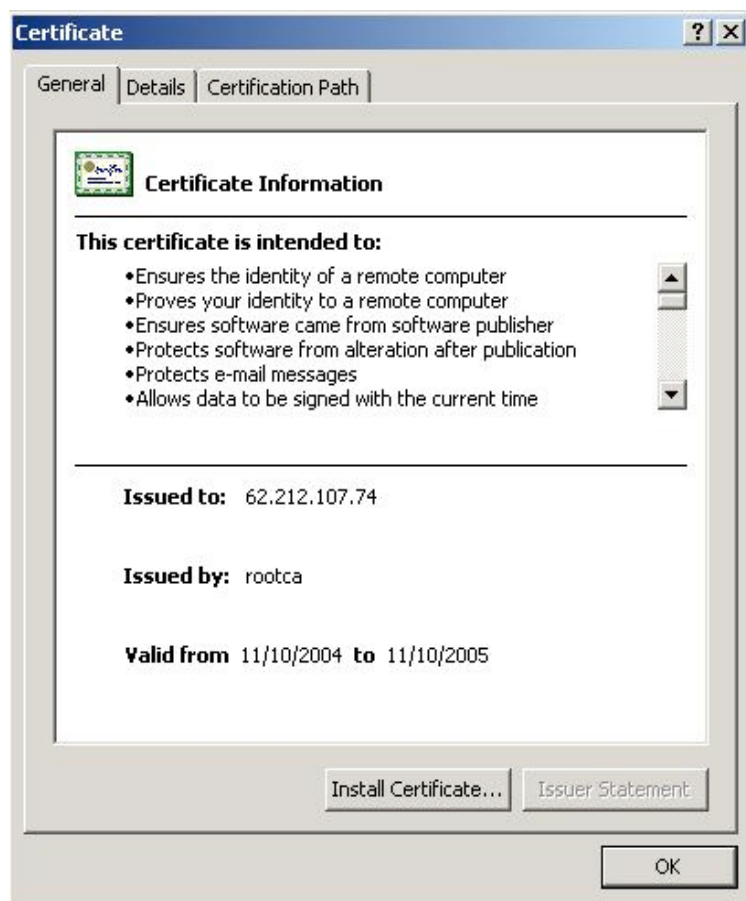 Certificate
General Details Certification Path
Certificate Information
This certificate is intended to:
•Ensures the identity of a remote computer
•Proves your identity to a remote computer
•Ensures software came from software publisher
•Protects software from alteration after publication
•Protects e-mail messages
•Allows data to be signed with the current time
Issued to: 62.212.107.74
Issued by: rootca
Valid from 11/10/2004 to 11/10/2005
Install Certificate... Issuer Statement
OK